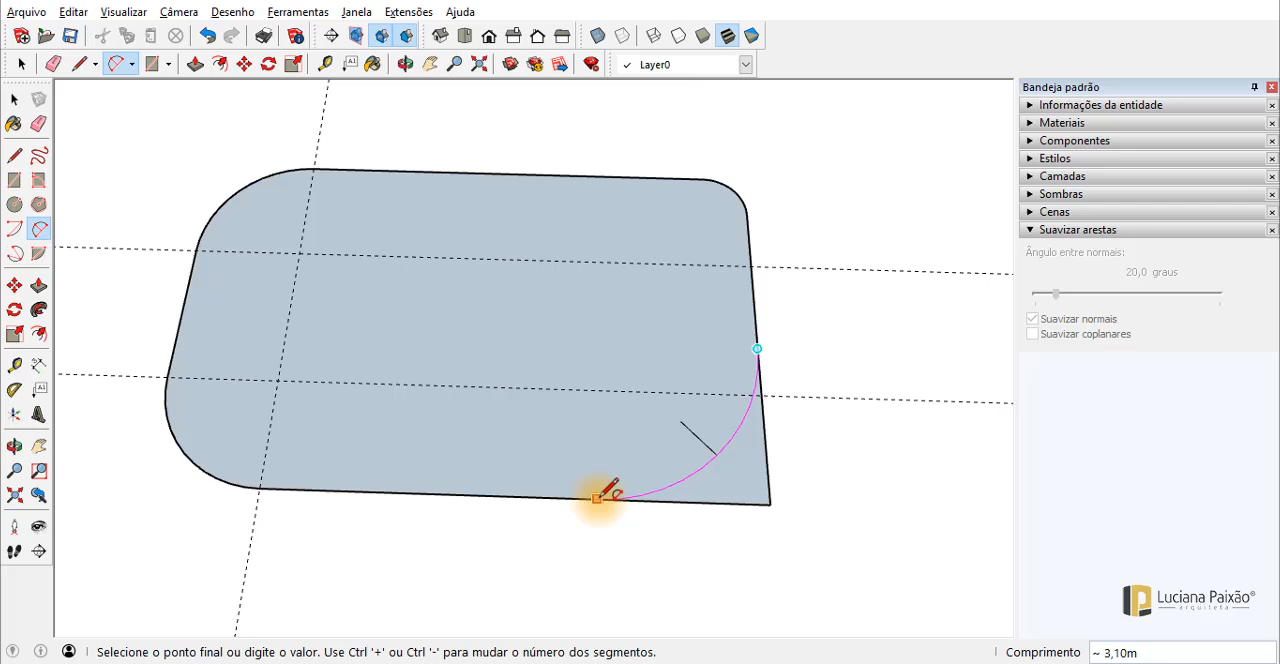 Arquivo Editar Visualizar Câmera Desenho Ferramentas Janela Extensões Ajuda
A1
Layer0
Bandeja padrão
Informações da entidade
Materiais
Componentes
Estilos
Camadas
Sombras
Cenas
Suavizar arestas
Ângulo entre normais:
20,0 graus
Suavizar normais
Suavizar coplanares
A1
Luciana Paixão®
arquiteta
Selecione o ponto final ou digite o valor. Use Ctrl '+' ou Ctrl '-' para mudar o número dos segmentos.
Comprimento ~ 3,10m